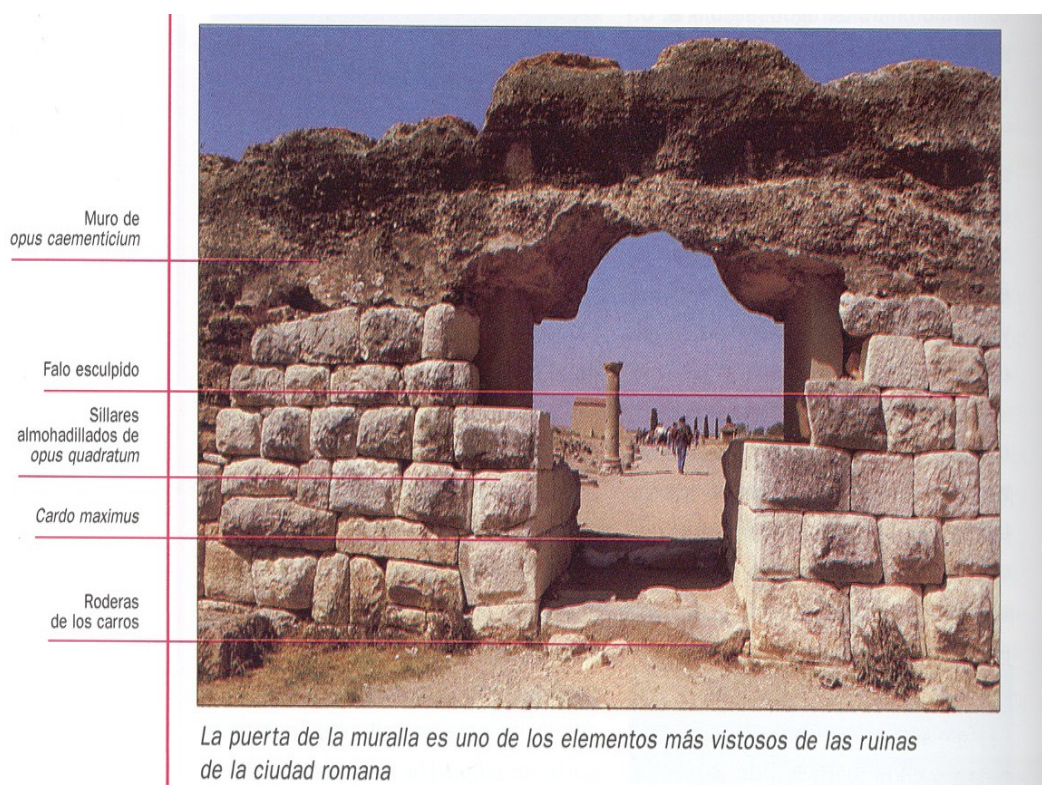 Muro de
opus caementicium
Falo esculpido
Sillares
almohadillados de
opus quadratum
Cardo maximus
Roderas
de los carros
La puerta de la muralla es uno de los elementos más vistosos de las ruinas
de la ciudad romana